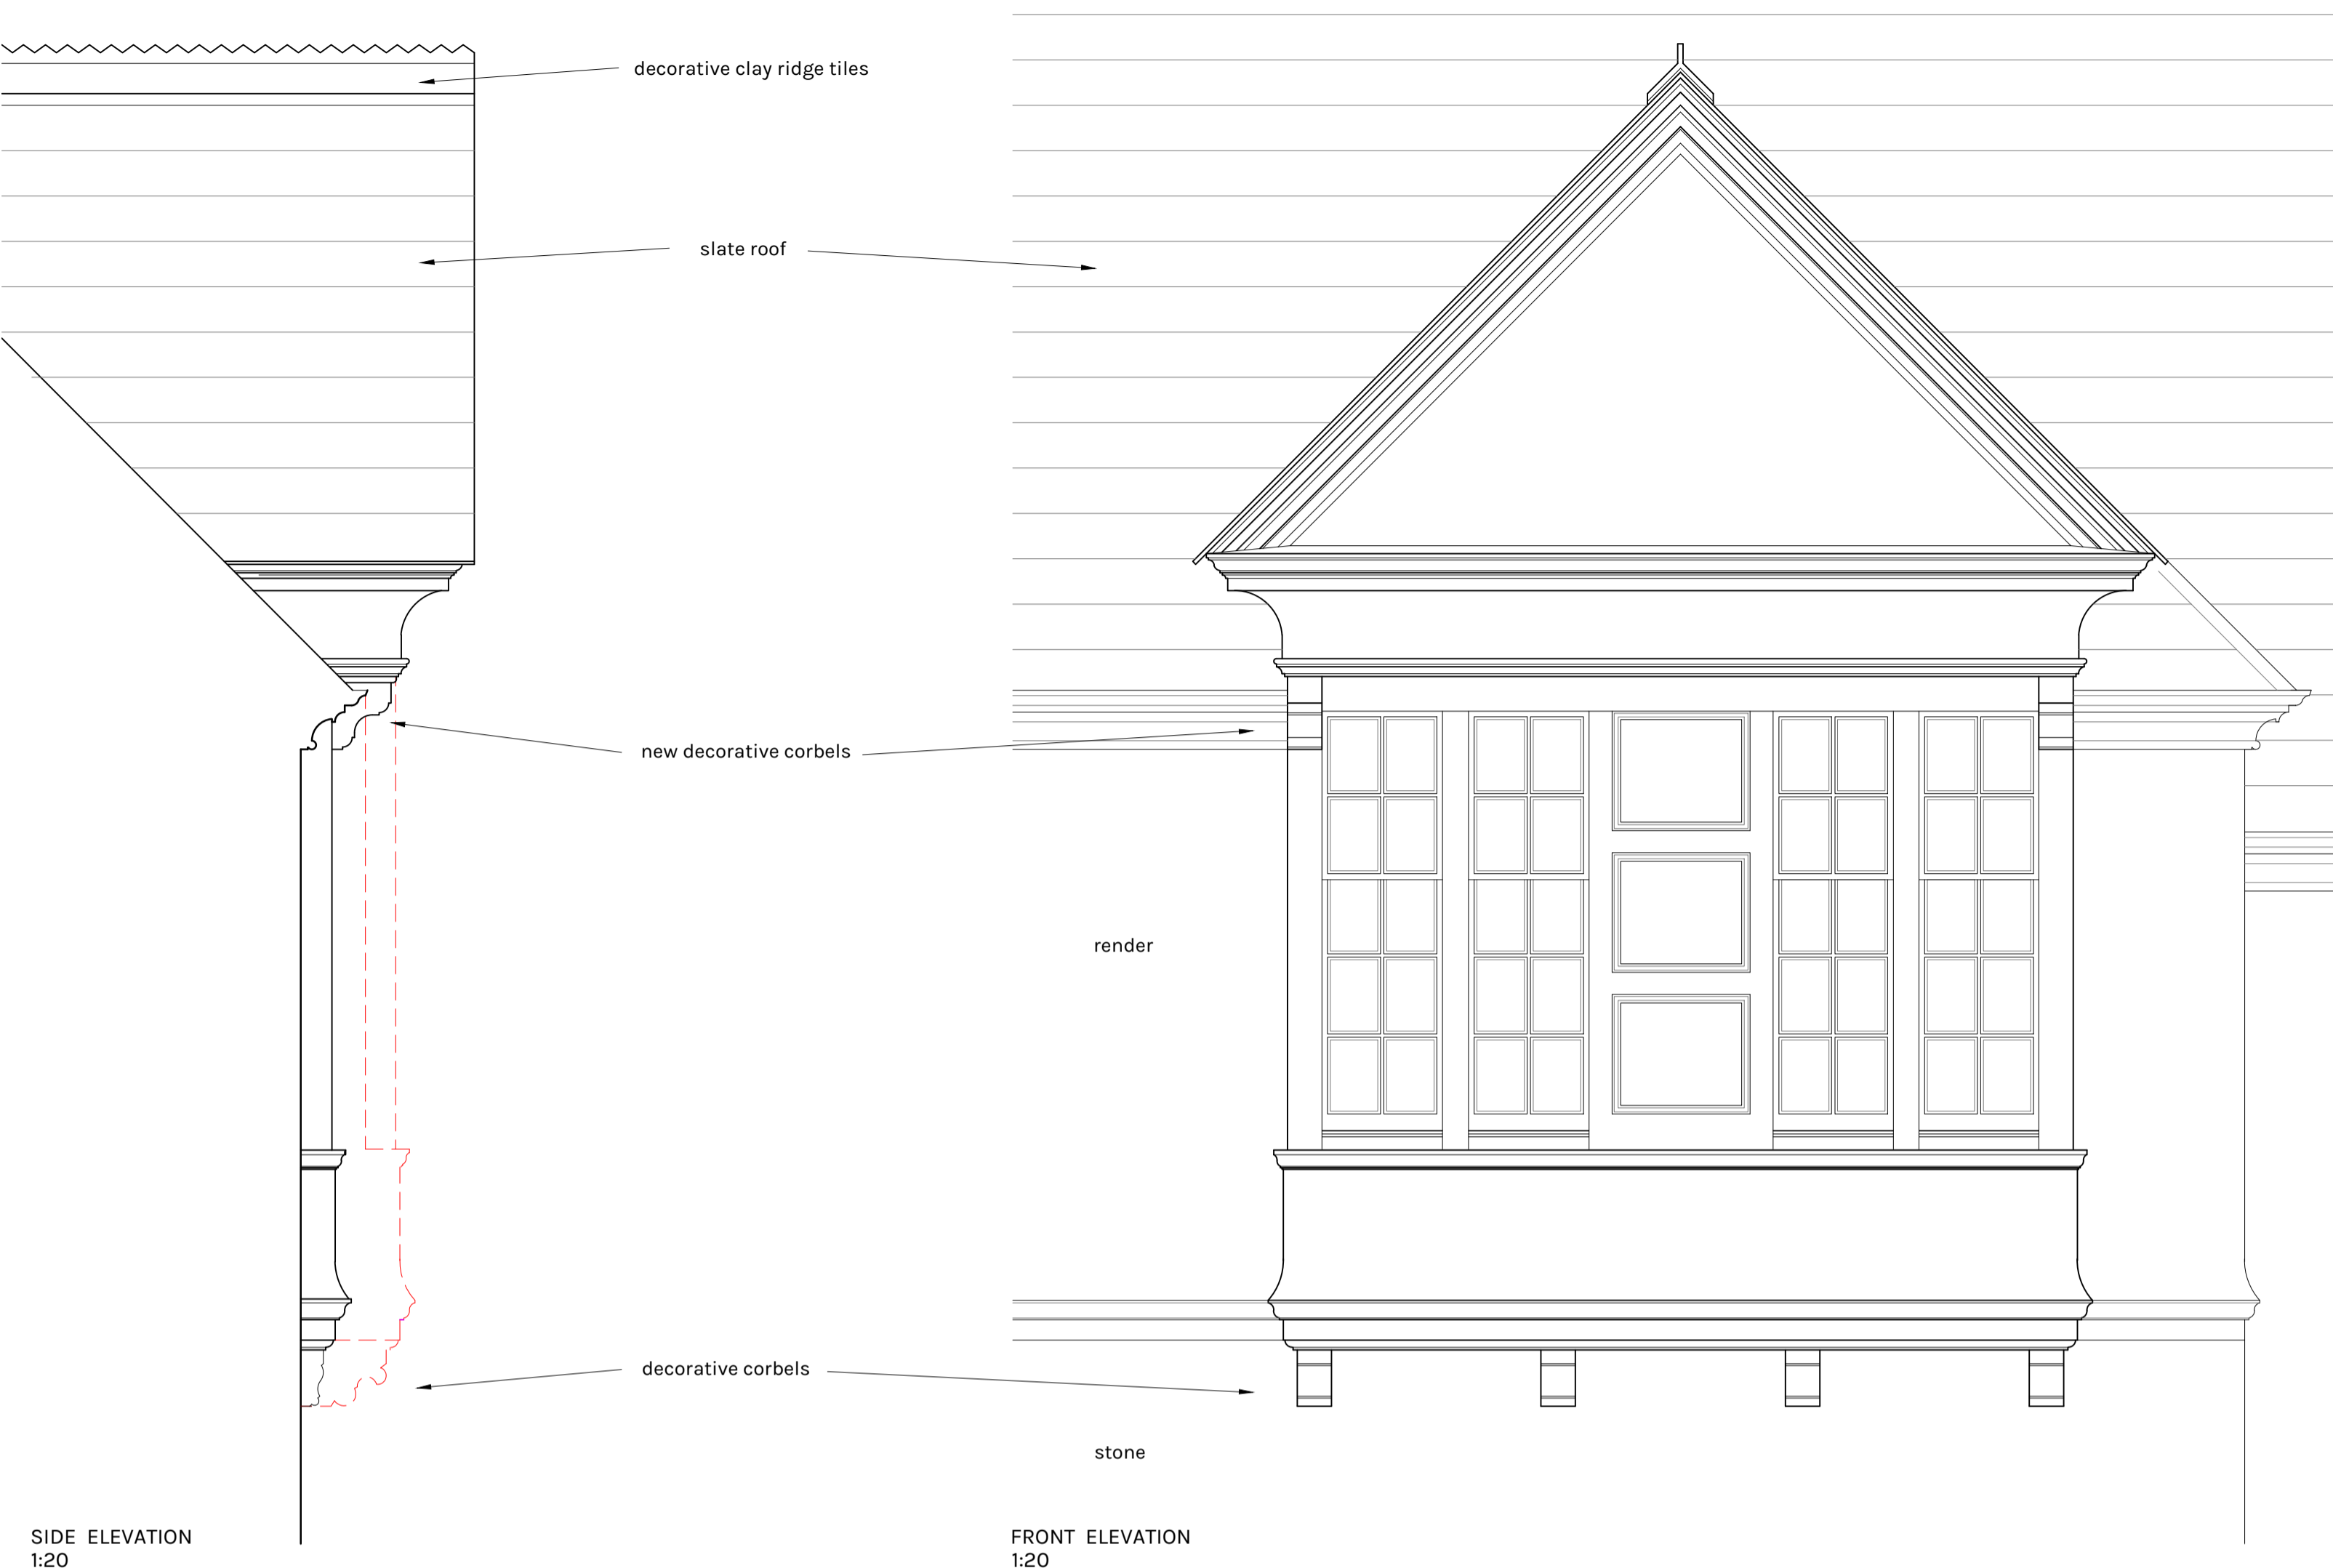 decorative clay ridge tiles
slate roof
new decorative corbels
render
decorative corbels
stone
SIDE ELEVATION
1:20
FRONT ELEVATION
1:20